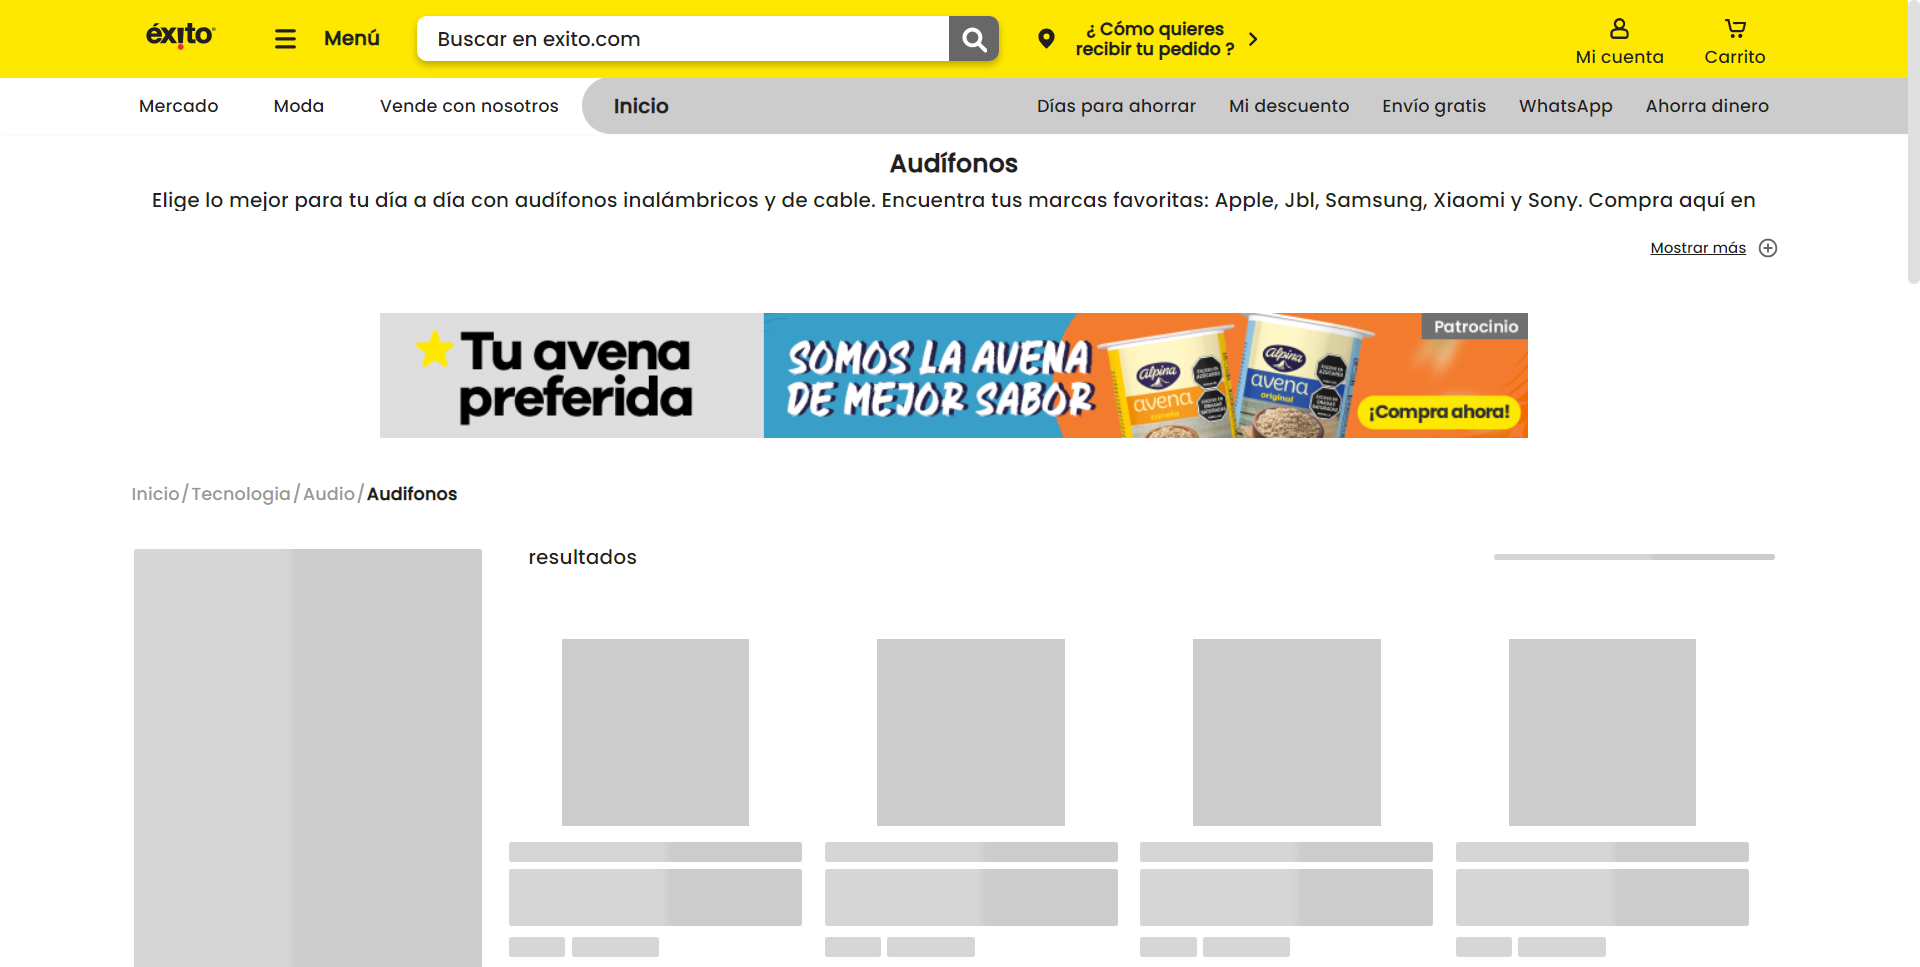 éxito
Menú
Buscar en exito.com
¿ Cómo quieres
recibir tu pedido ?
Mi cuenta
Carrito
Mercado
Moda
Vende con nosotros
Inicio
Días para ahorrar
Mi descuento
Envío gratis
WhatsApp
Ahorra dinero
Audífonos
Elige lo mejor para tu día a día con audífonos inalámbricos y de cable. Encuentra tus marcas favoritas: Apple, Jbl, Samsung, Xiaomi y Sony. Compra aquí en
Mostrar más
Tu avena
preferida
SOMOS LA AVENA
DE MEJOR SABOR
alpina
avena
canela
alpina
avena
original
Patrocinio
¡Compra ahora!
Inicio/Tecnologia/Audio/Audifonos
resultados